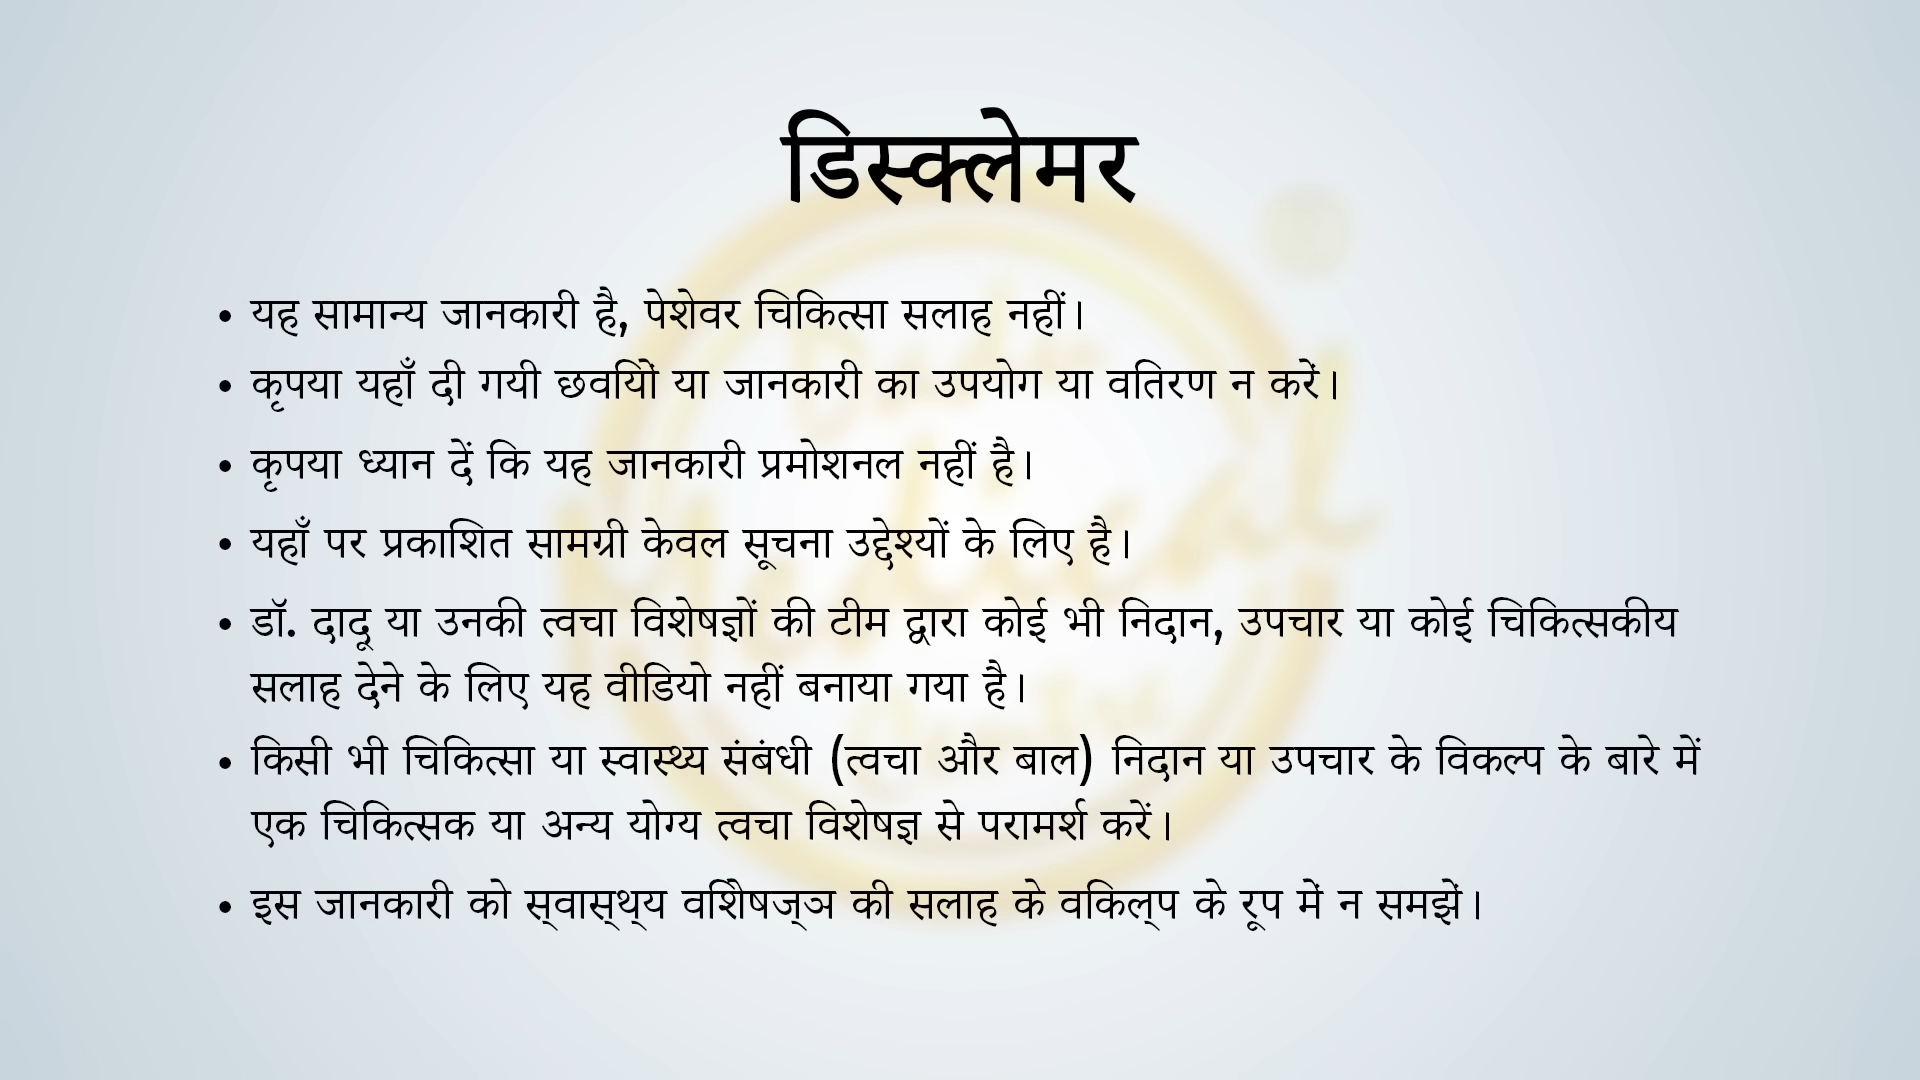 डिस्क्लेमर
• यह सामान्य जानकारी है, पेशेवर चिकित्सा सलाह नहीं।
• कृपया यहाँ दी गयी छवियों या जानकारी का उपयोग या वितरण न करें।
• कृपया ध्यान दें कि यह जानकारी प्रमोशनल नहीं है।
• यहाँ पर प्रकाशित सामग्री केवल सूचना उद्देश्यों के लिए है।
• डॉ. दादू या उनकी त्वचा विशेषज्ञों की टीम द्वारा कोई भी निदान, उपचार या कोई चिकित्सकीय
सलाह देने के लिए यह वीडियो नहीं बनाया गया है।
• किसी भी चिकित्सा या स्वास्थ्य संबंधी (त्वचा और बाल) निदान या उपचार के विकल्प के बारे में
एक चिकित्सक या अन्य योग्य त्वचा विशेषज्ञ से परामर्श करें।
• इस जानकारी को स्वास्थ्य विशेषज्ञ की सलाह के विकल्प के रूप में न समझें।